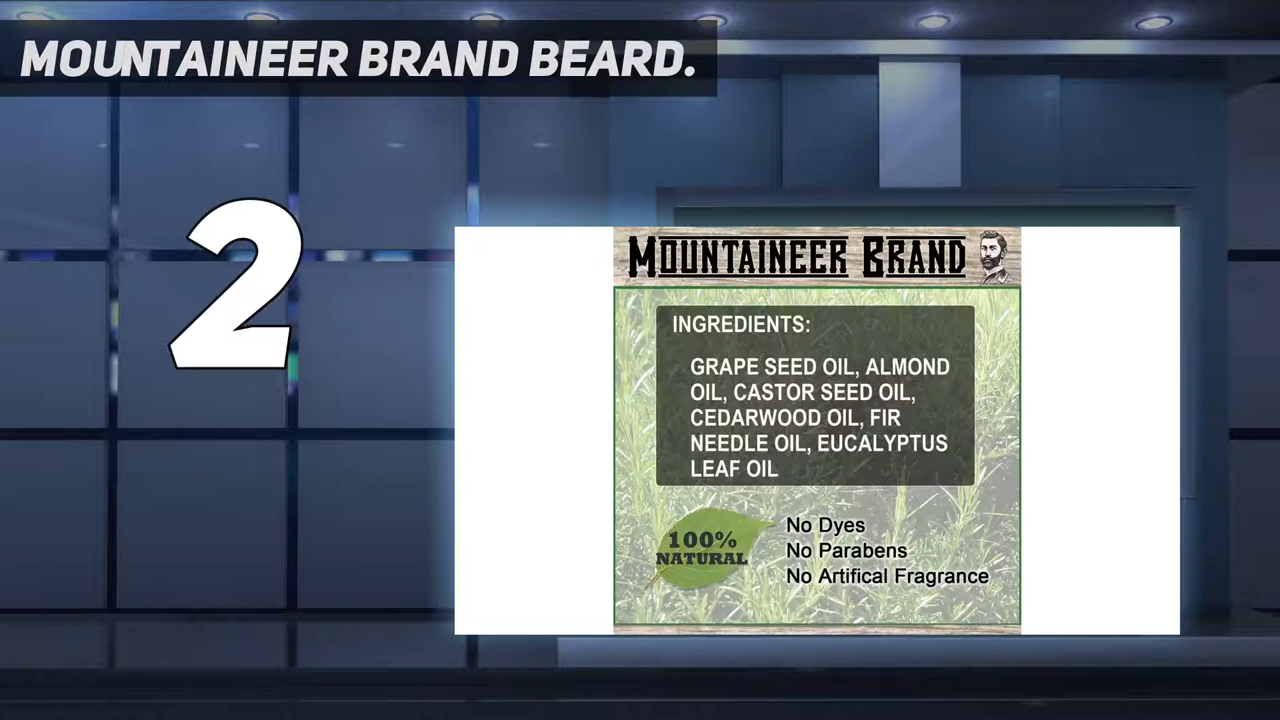 MOUNTAINEER BRAND BEARD.
2
MOUNTAINEER BRAND
INGREDIENTS:
GRAPE SEED OIL, ALMOND
OIL, CASTOR SEED OIL,
CEDARWOOD OIL, FIR
NEEDLE OIL, EUCALYPTUS
LEAF OIL
100%
NATURAL
No Dyes
No Parabens
No Artifical Fragrance